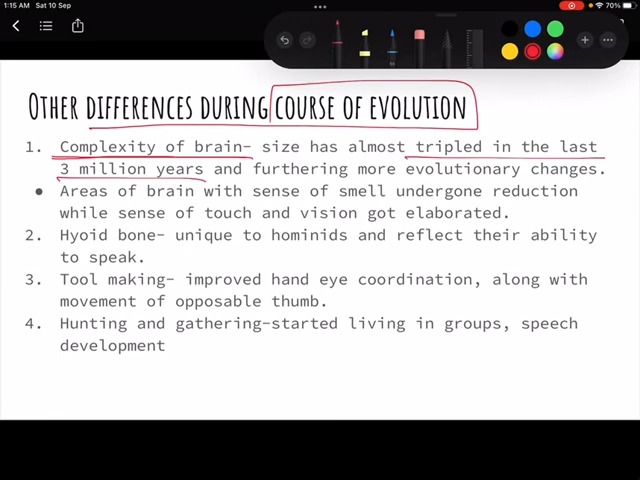 1:15 AM Sat 10 Sep
70%
OTHER DIFFERENCES DURING COURSE OF EVOLUTION
1. Complexity of brain- size has almost tripled in the last
3 million years and furthering more evolutionary changes.
● Areas of brain with sense of smell undergone reduction
while sense of touch and vision got elaborated.
2. Hyoid bone- unique to hominids and reflect their ability
to speak.
3. Tool making- improved hand eye coordination, along with
movement of opposable thumb.
4. Hunting and gathering-started living in groups, speech
development